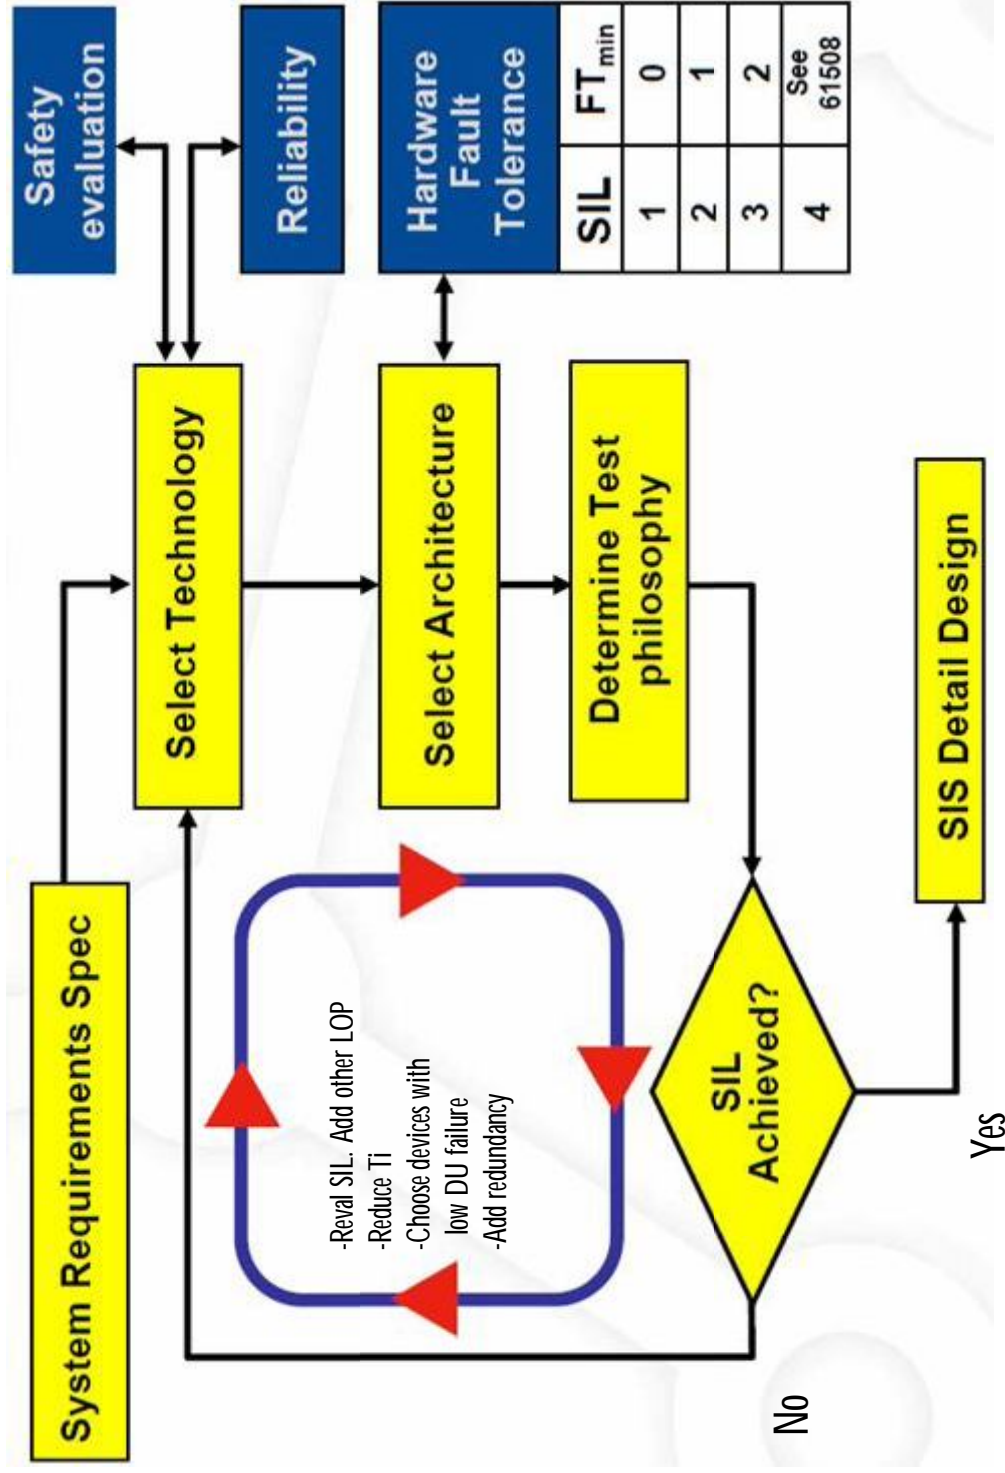 System Requirements Spec
Safety
evaluation
Select Technology
Reliability
Hardware
Fault
Tolerance
SIL FTmin
1 0
2 1
3 2
4 See
61508
Select Architecture
-Reval SIL. Add other LOP
-Reduce Ti
-Choose devices with
low DU failure
-Add redundancy
Determine Test
philosophy
SIL
Achieved?
No
Yes
SIS Detail Design